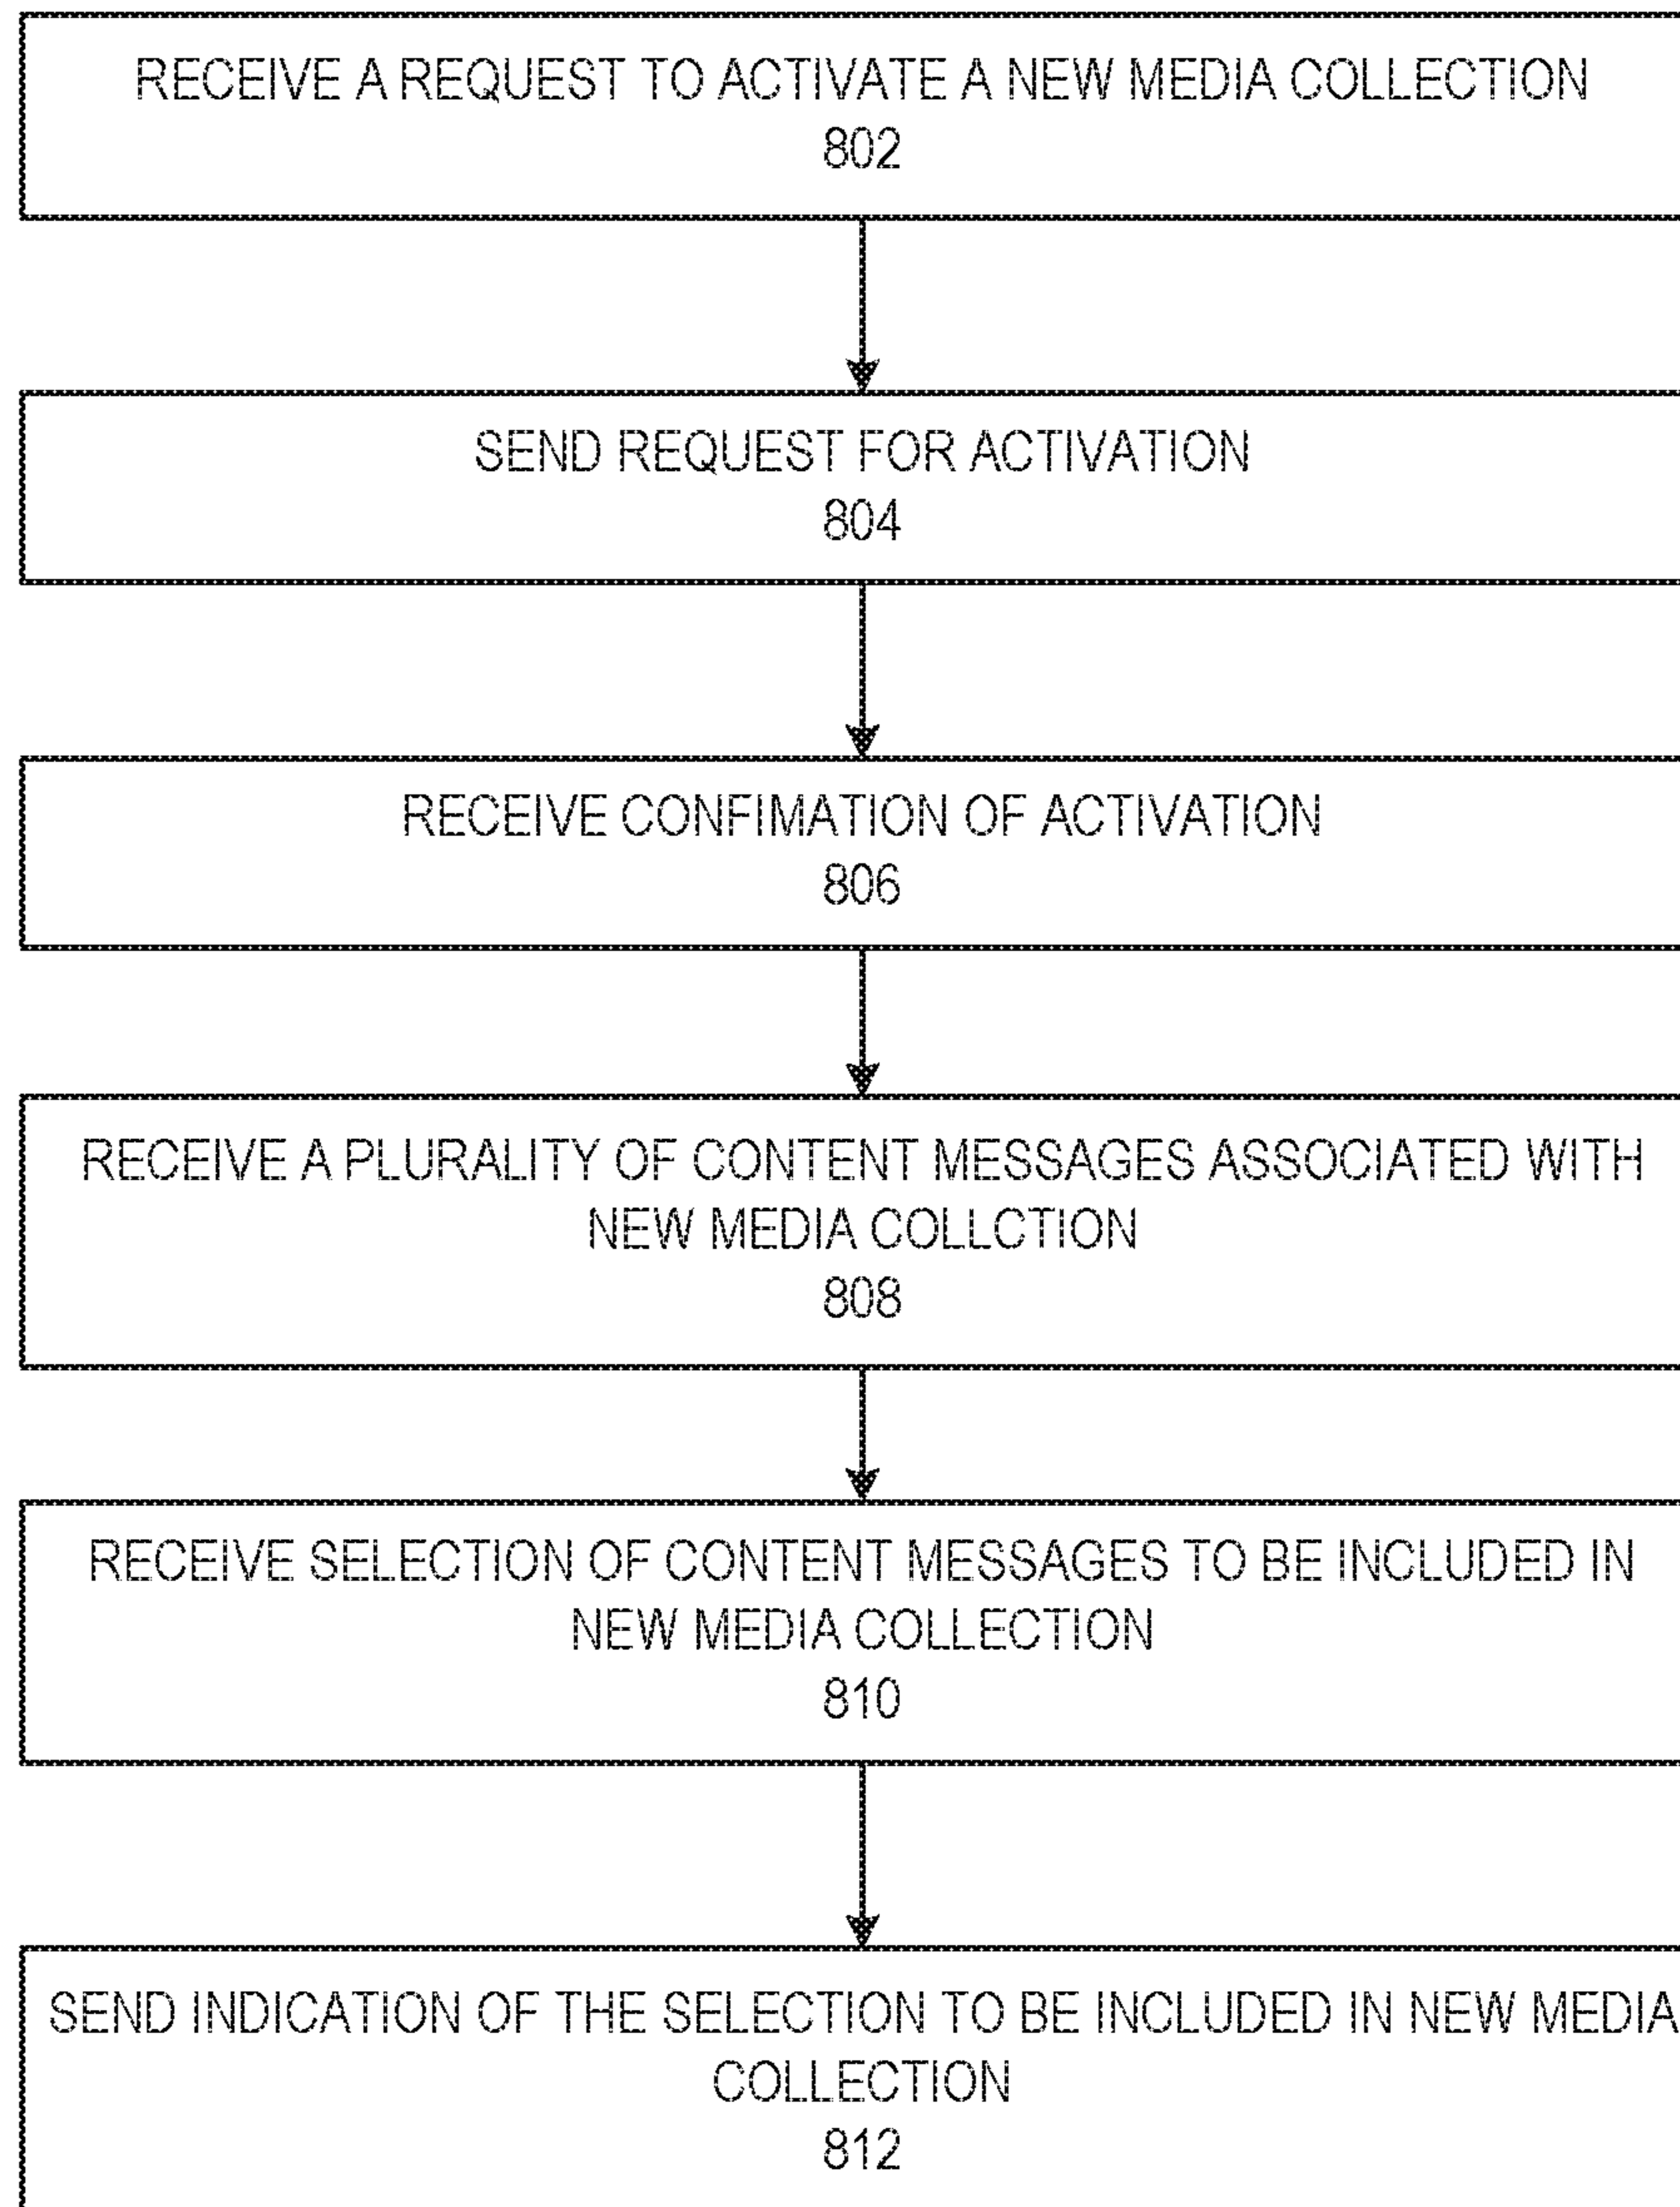 RECEIVE A REQUEST TO ACTIVATE A NEW MEDIA COLLECTION
802
SEND REQUEST FOR ACTIVATION
804
RECEIVE CONFIMATION OF ACTIVATION
806
RECEIVE A PLURALITY OF CONTENT MESSAGES ASSOCIATED WITH
NEW MEDIA COLLCTION
808
RECEIVE SELECTION OF CONTENT MESSAGES TO BE INCLUDED IN
NEW MEDIA COLLECTION
810
SEND INDICATION OF THE SELECTION TO BE INCLUDED IN NEW MEDIA
COLLECTION
812